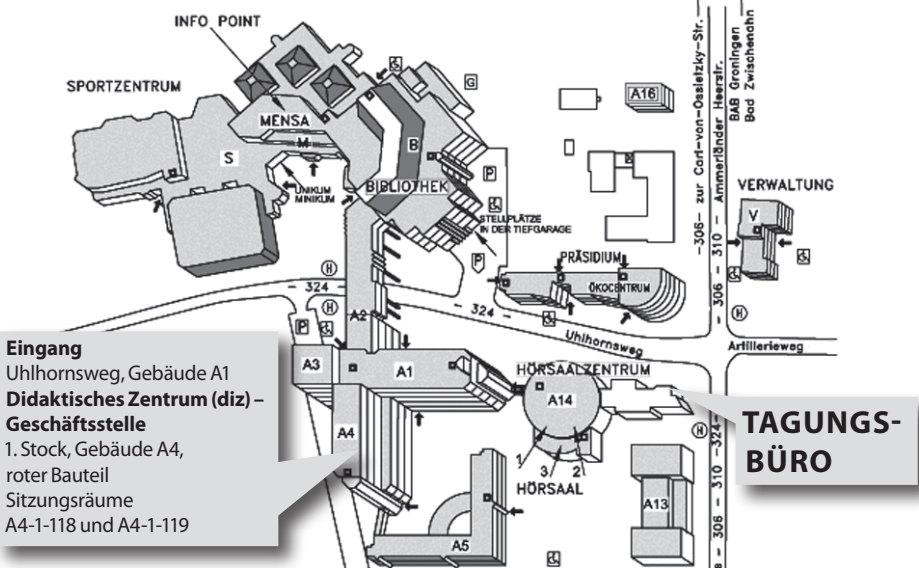 INFO POINT
SPORTZENTRUM
MENSA
M
S
UNIKUM
MINIKUM
B
BIBLIOTHEK
G
P
STELLPLÄTZE
IN DER TIEFGARAGE
P
A16
-306- zur Carl-von-Ossietzky-Str.
306 - 310 - Ammerländer Heerstr.
BAB Groningen
Bad Zwischenahn
VERWALTUNG
V
PRÄSIDIUM
ÖKOCENTRUM
H
- 324
H
P
A2
- 324 -
Uhlhornsweg
H
Artillerieweg
A3
A1
A4
HÖRSAALZENTRUM
A14
1
3
2
HÖRSAAL
H
A13
A5
306 - 310 -324-
Eingang
Uhlhornsweg, Gebäude A1
Didaktisches Zentrum (diz) –
Geschäftsstelle
1. Stock, Gebäude A4,
roter Bauteil
Sitzungsräume
A4-1-118 und A4-1-119
TAGUNGS-
BÜRO